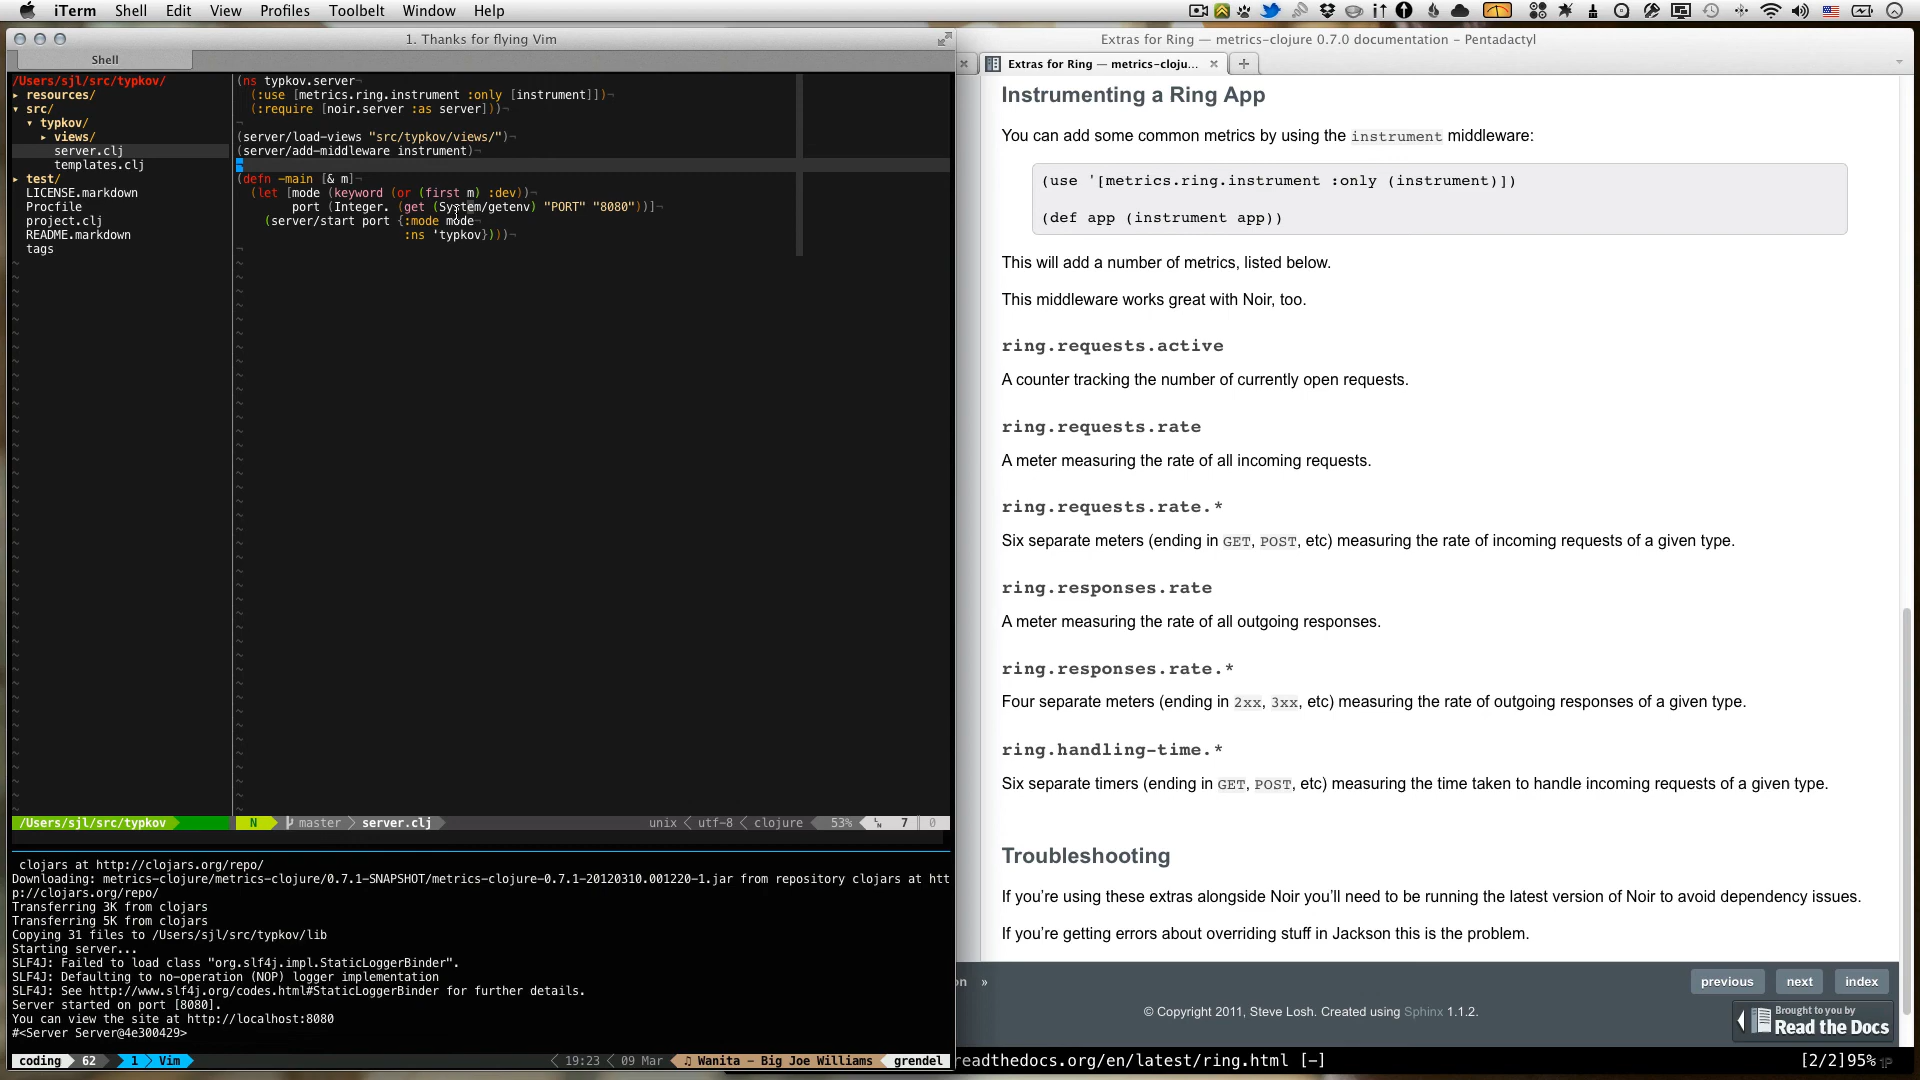 iTerm Shell Edit View Profiles Toolbelt Window Help
1. Thanks for flying Vim
Shell
/Users/sjl/src/typkov/
▸ resources/
▾ src/
▾ typkov/
▸ views/
server.clj
templates.clj
▸ test/
LICENSE.markdown
Procfile
project.clj
README.markdown
tags
(ns typkov.server¬
(:use [metrics.ring.instrument :only [instrument]])¬
(:require [noir.server :as server]))¬
¬
(server/load-views "src/typkov/views/")¬
(server/add-middleware instrument)¬
(defn -main [& m]¬
(let [mode (keyword (or (first m) :dev))¬
port (Integer. (get (System/getenv) "PORT" "8080"))]¬
(server/start port {:mode mode¬
:ns 'typkov})))¬
¬
/Users/sjl/src/typkov
N master server.clj unix utf-8 clojure 53% 7 0
clojars at http://clojars.org/repo/
Downloading: metrics-clojure/metrics-clojure/0.7.1-SNAPSHOT/metrics-clojure-0.7.1-20120310.001220-1.jar from repository clojars at htt
p://clojars.org/repo/
Transferring 3K from clojars
Transferring 5K from clojars
Copying 31 files to /Users/sjl/src/typkov/lib
Starting server...
SLF4J: Failed to load class "org.slf4j.impl.StaticLoggerBinder".
SLF4J: Defaulting to no-operation (NOP) logger implementation
SLF4J: See http://www.slf4j.org/codes.html#StaticLoggerBinder for further details.
Server started on port [8080].
You can view the site at http://localhost:8080
#<Server Server@4e300429>
coding 62 1 Vim 19:23 09 Mar ♫ Wanita — Big Joe Williams grendel
Extras for Ring — metrics-clojure 0.7.0 documentation - Pentadactyl
Extras for Ring — metrics-cloju...
Instrumenting a Ring App
You can add some common metrics by using the instrument middleware:
(use '[metrics.ring.instrument :only (instrument)])
(def app (instrument app))
This will add a number of metrics, listed below.
This middleware works great with Noir, too.
ring.requests.active
A counter tracking the number of currently open requests.
ring.requests.rate
A meter measuring the rate of all incoming requests.
ring.requests.rate.*
Six separate meters (ending in GET, POST, etc) measuring the rate of incoming requests of a given type.
ring.responses.rate
A meter measuring the rate of all outgoing responses.
ring.responses.rate.*
Four separate meters (ending in 2xx, 3xx, etc) measuring the rate of outgoing responses of a given type.
ring.handling-time.*
Six separate timers (ending in GET, POST, etc) measuring the time taken to handle incoming requests of a given type.
Troubleshooting
If you're using these extras alongside Noir you'll need to be running the latest version of Noir to avoid dependency issues.
If you're getting errors about overriding stuff in Jackson this is the problem.
on » previous next index
© Copyright 2011, Steve Losh. Created using Sphinx 1.1.2.
Brought to you by
Read the Docs
readthedocs.org/en/latest/ring.html [-] [2/2]95%